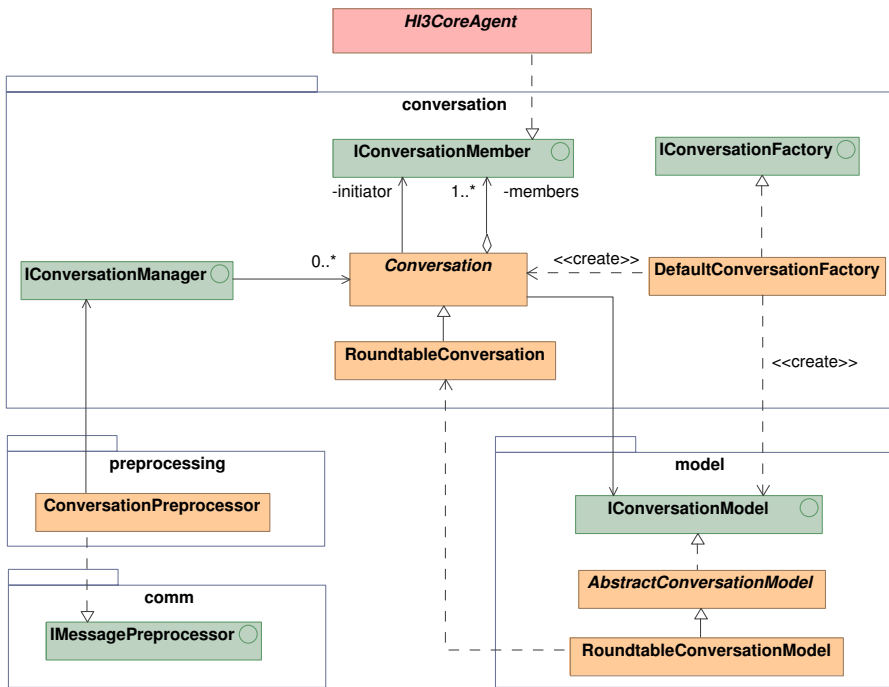 HI3CoreAgent
conversation
IConversationMember
IConversationFactory
-initiator
1..*
-members
IConversationManager
0..*
Conversation
<<create>>
DefaultConversationFactory
RoundtableConversation
<<create>>
preprocessing
model
ConversationPreprocessor
IConversationModel
AbstractConversationModel
comm
IMessagePreprocessor
RoundtableConversationModel